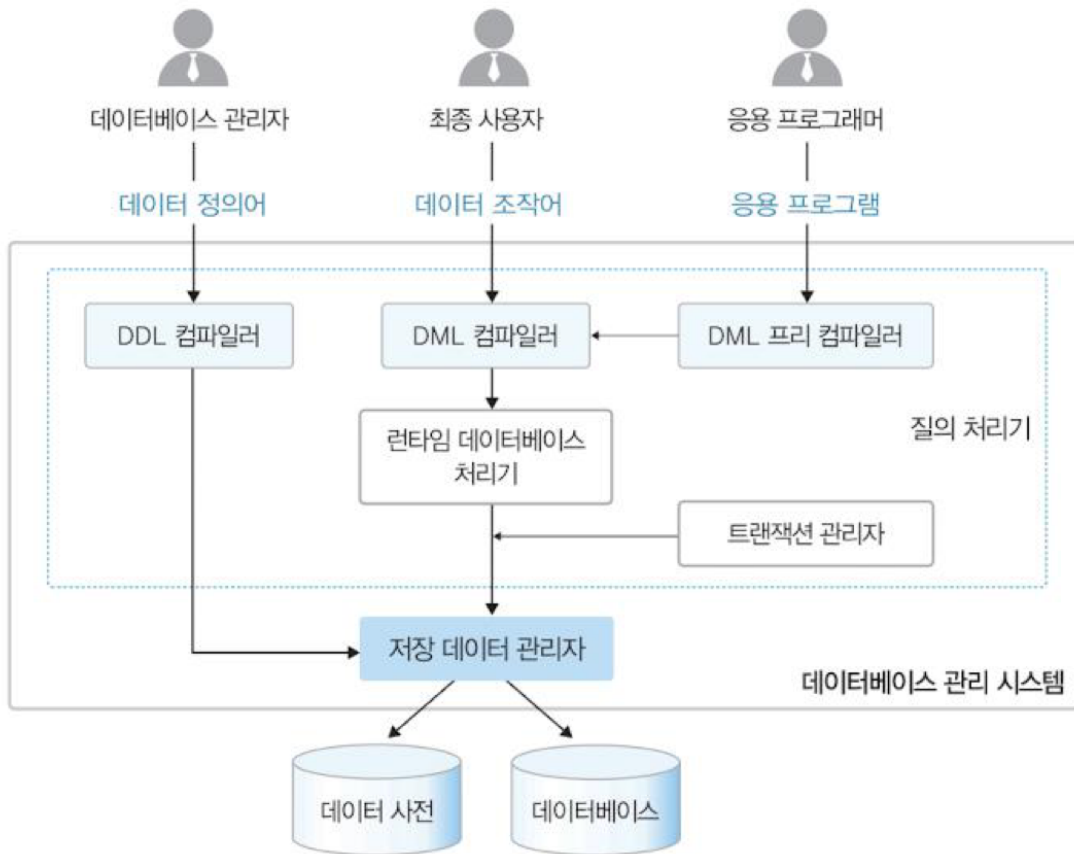 데이터베이스 관리자
최종 사용자
응용 프로그래머
데이터 정의어
데이터 조작어
응용 프로그램
DDL 컴파일러
DML 컴파일러
DML 프리 컴파일러
런타임 데이터베이스
처리기
질의 처리기
트랜잭션 관리자
저장 데이터 관리자
데이터베이스 관리 시스템
데이터 사전
데이터베이스